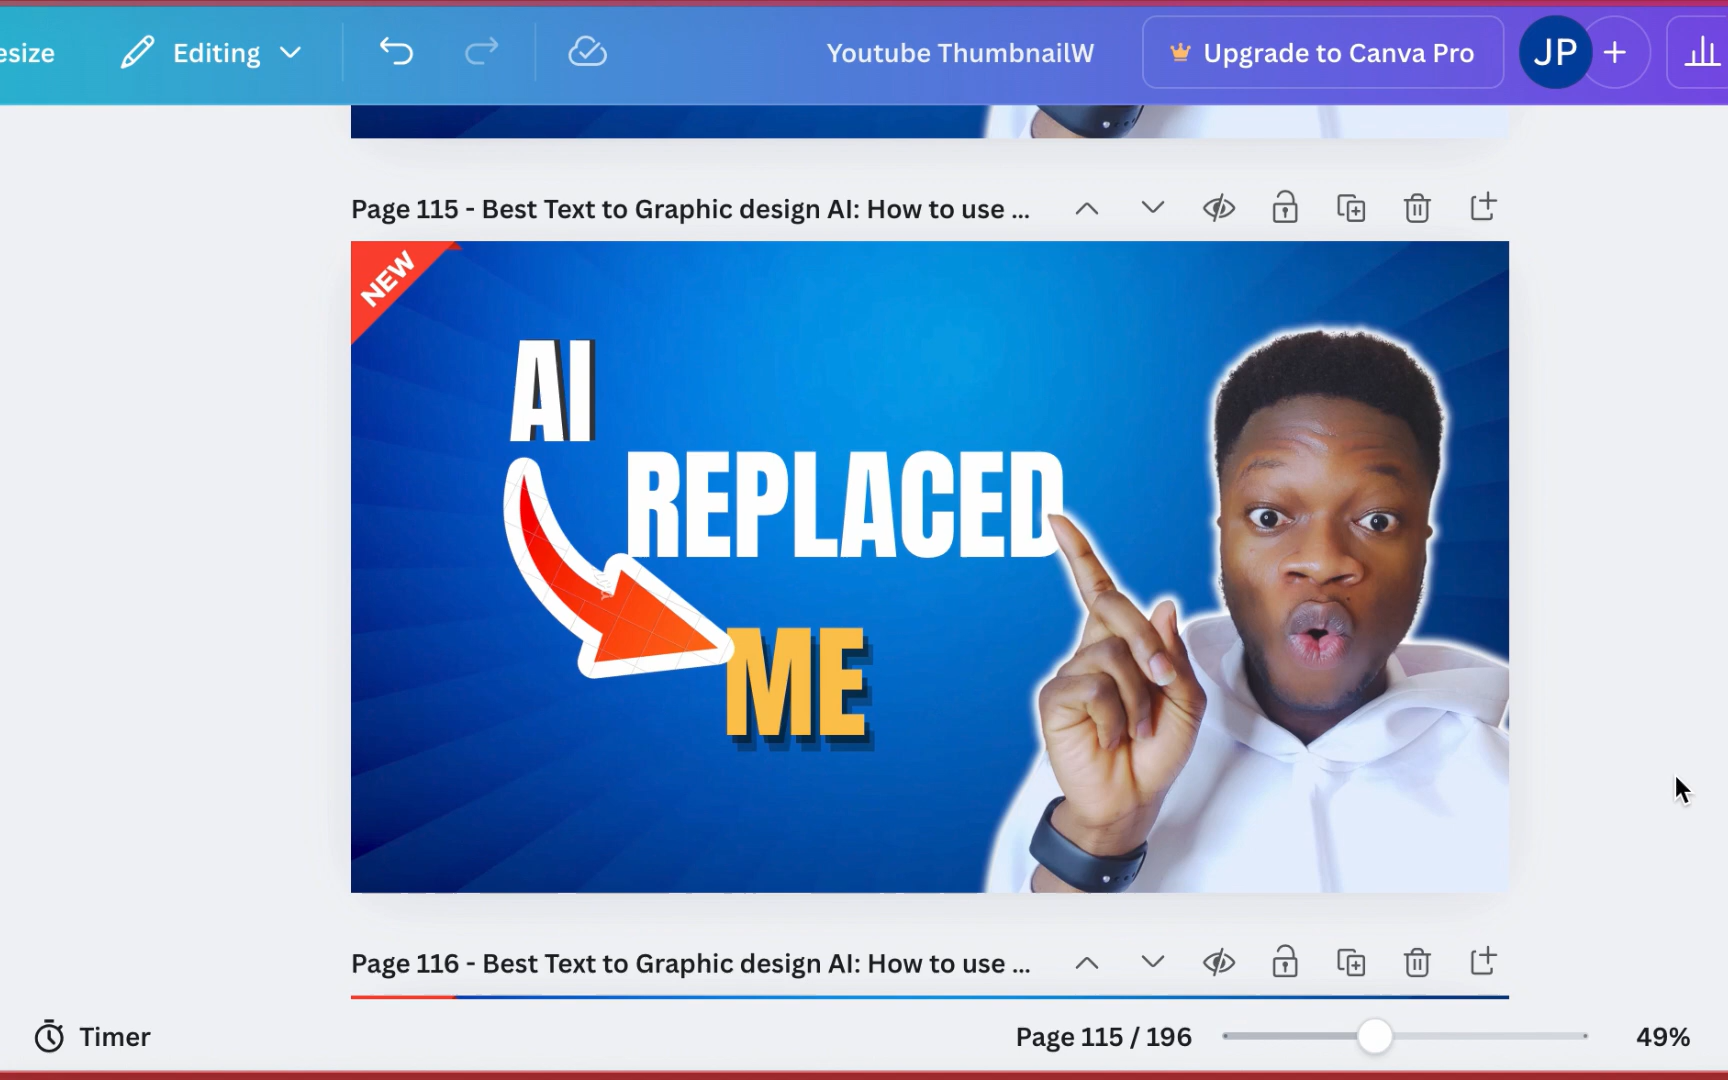 esize
Editing
Youtube ThumbnailW
Upgrade to Canva Pro
JP
Page 115 - Best Text to Graphic design AI: How to use ...
NEW
AI
REPLACED
ME
Page 116 - Best Text to Graphic design AI: How to use ...
Timer
Page 115 / 196
49%